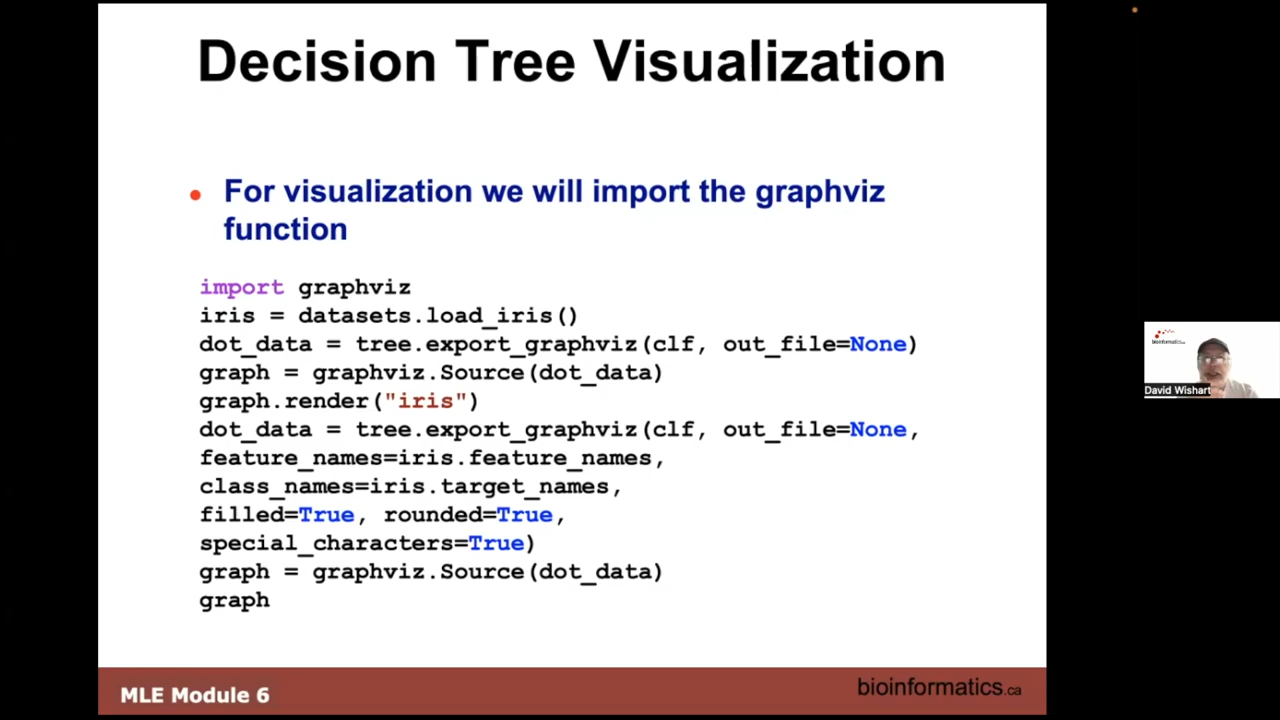 Decision Tree Visualization
• For visualization we will import the graphviz
function
import graphviz
iris = datasets.load_iris()
dot_data = tree.export_graphviz(clf, out_file=None)
graph = graphviz.Source(dot_data)
graph.render("iris")
dot_data = tree.export_graphviz(clf, out_file=None,
feature_names=iris.feature_names,
class_names=iris.target_names,
filled=True, rounded=True,
special_characters=True)
graph = graphviz.Source(dot_data)
graph
MLE Module 6
bioinformatics.ca
David Wishart